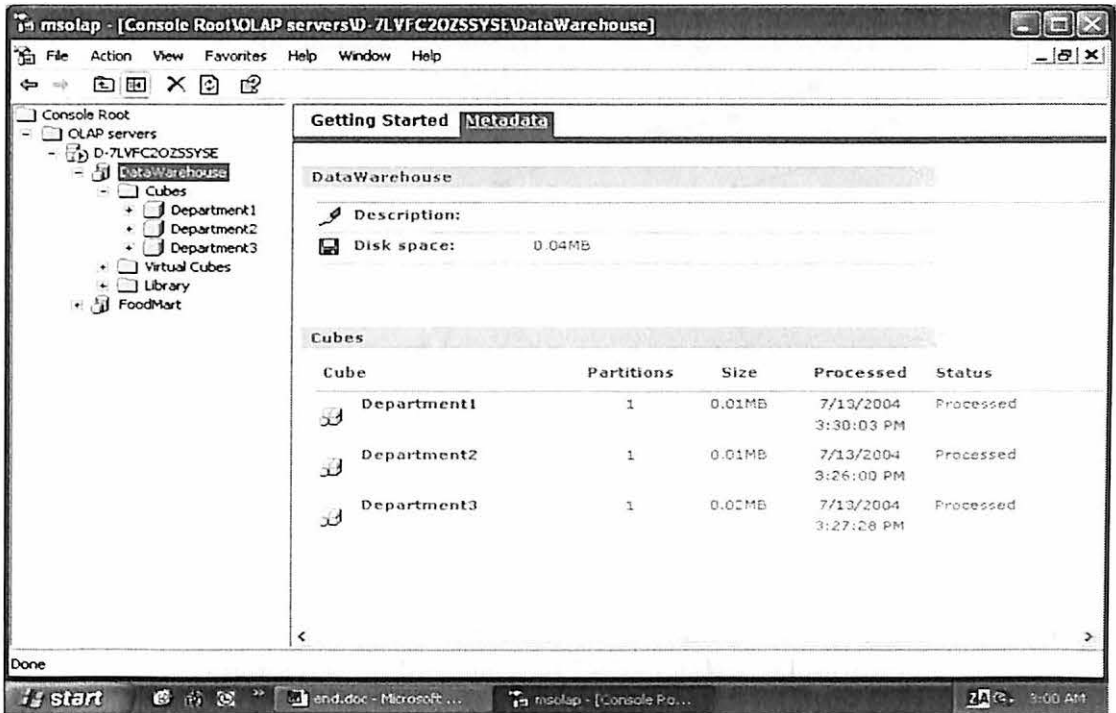 msolap - [Console Root\OLAP servers\D-7LVFC2OZSSYSE\DataWarehouse]
File Action View Favorites Help Window Help
Console Root
OLAP servers
D-7LVFC2OZSSYSE
DataWarehouse
Cubes
Department1
Department2
Department3
Virtual Cubes
Library
FoodMart
Getting Started Metadata
DataWarehouse
Description:
Disk space: 0.04MB
Cubes
Cube Partitions Size Processed Status
Department1 1 0.01MB 7/13/2004 Processed
3:30:03 PM
Department2 1 0.01MB 7/13/2004 Processed
3:26:00 PM
Department3 1 0.02MB 7/13/2004 Processed
3:27:28 PM
Done
start end.doc - Microsoft ... msolap - [Console Ro... ZA 3:00 AM